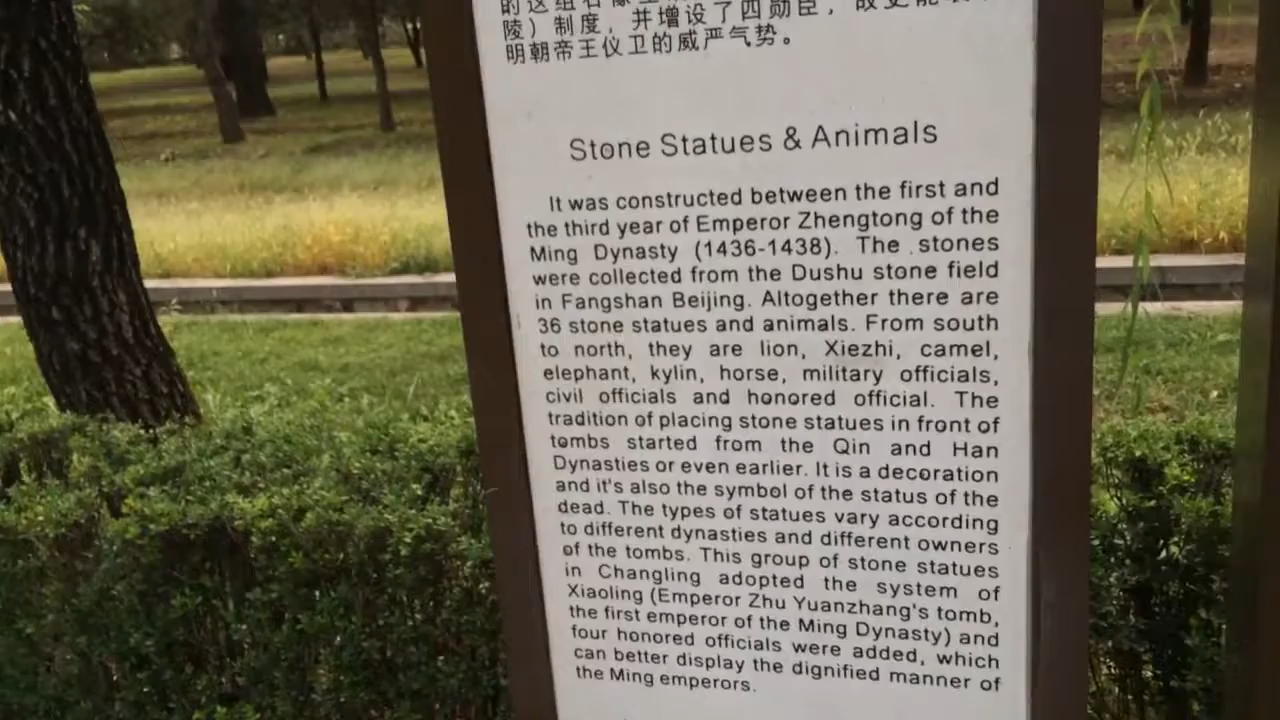 的这组石像生
陵）制度，并增设了四勋臣，故更能
明朝帝王仪卫的威严气势。
Stone Statues & Animals
It was constructed between the first and
the third year of Emperor Zhengtong of the
Ming Dynasty (1436-1438). The stones
were collected from the Dushu stone field
in Fangshan Beijing. Altogether there are
36 stone statues and animals. From south
to north, they are lion, Xiezhi, camel,
elephant, kylin, horse, military officials,
civil officials and honored official. The
tradition of placing stone statues in front of
tombs started from the Qin and Han
Dynasties or even earlier. It is a decoration
and it's also the symbol of the status of the
dead. The types of statues vary according
to different dynasties and different owners
of the tombs. This group of stone statues
in Changling adopted the system of
Xiaoling (Emperor Zhu Yuanzhang's tomb,
the first emperor of the Ming Dynasty) and
four honored officials were added, which
can better display the dignified manner of
the Ming emperors.